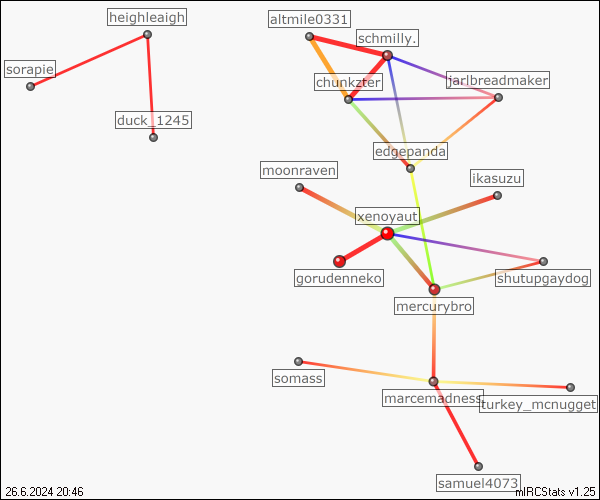 heighleaigh
altmile0331
schmilly.
sorapie
chunkzter
jarlbreadmaker
duck_1245
edgepanda
moonraven
ikasuzu
xenoyaut
gorudenneko
shutupgaydog
mercurybro
somass
marcemadness
turkey_mcnugget
samuel4073
26.6.2024 20:46
mIRCStats v1.25